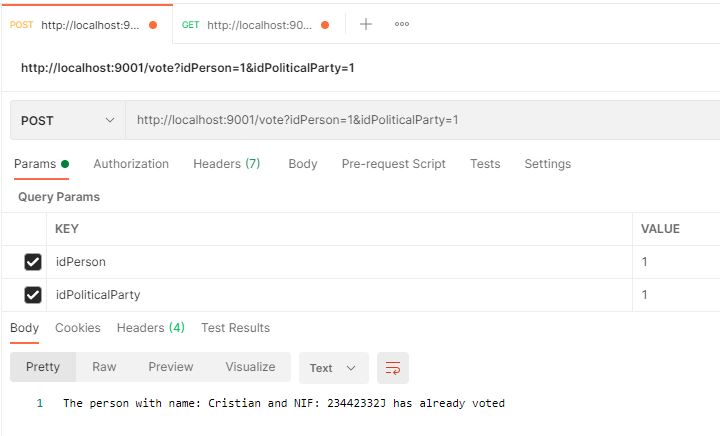 POST http://localhost:9... GET http://localhost:90...
http://localhost:9001/vote?idPerson=1&idPoliticalParty=1
POST http://localhost:9001/vote?idPerson=1&idPoliticalParty=1
Params Authorization Headers (7) Body Pre-request Script Tests Settings
Query Params
KEY VALUE
idPerson 1
idPoliticalParty 1
Body Cookies Headers (4) Test Results
Pretty Raw Preview Visualize Text
1 The person with name: Cristian and NIF: 23442332J has already voted